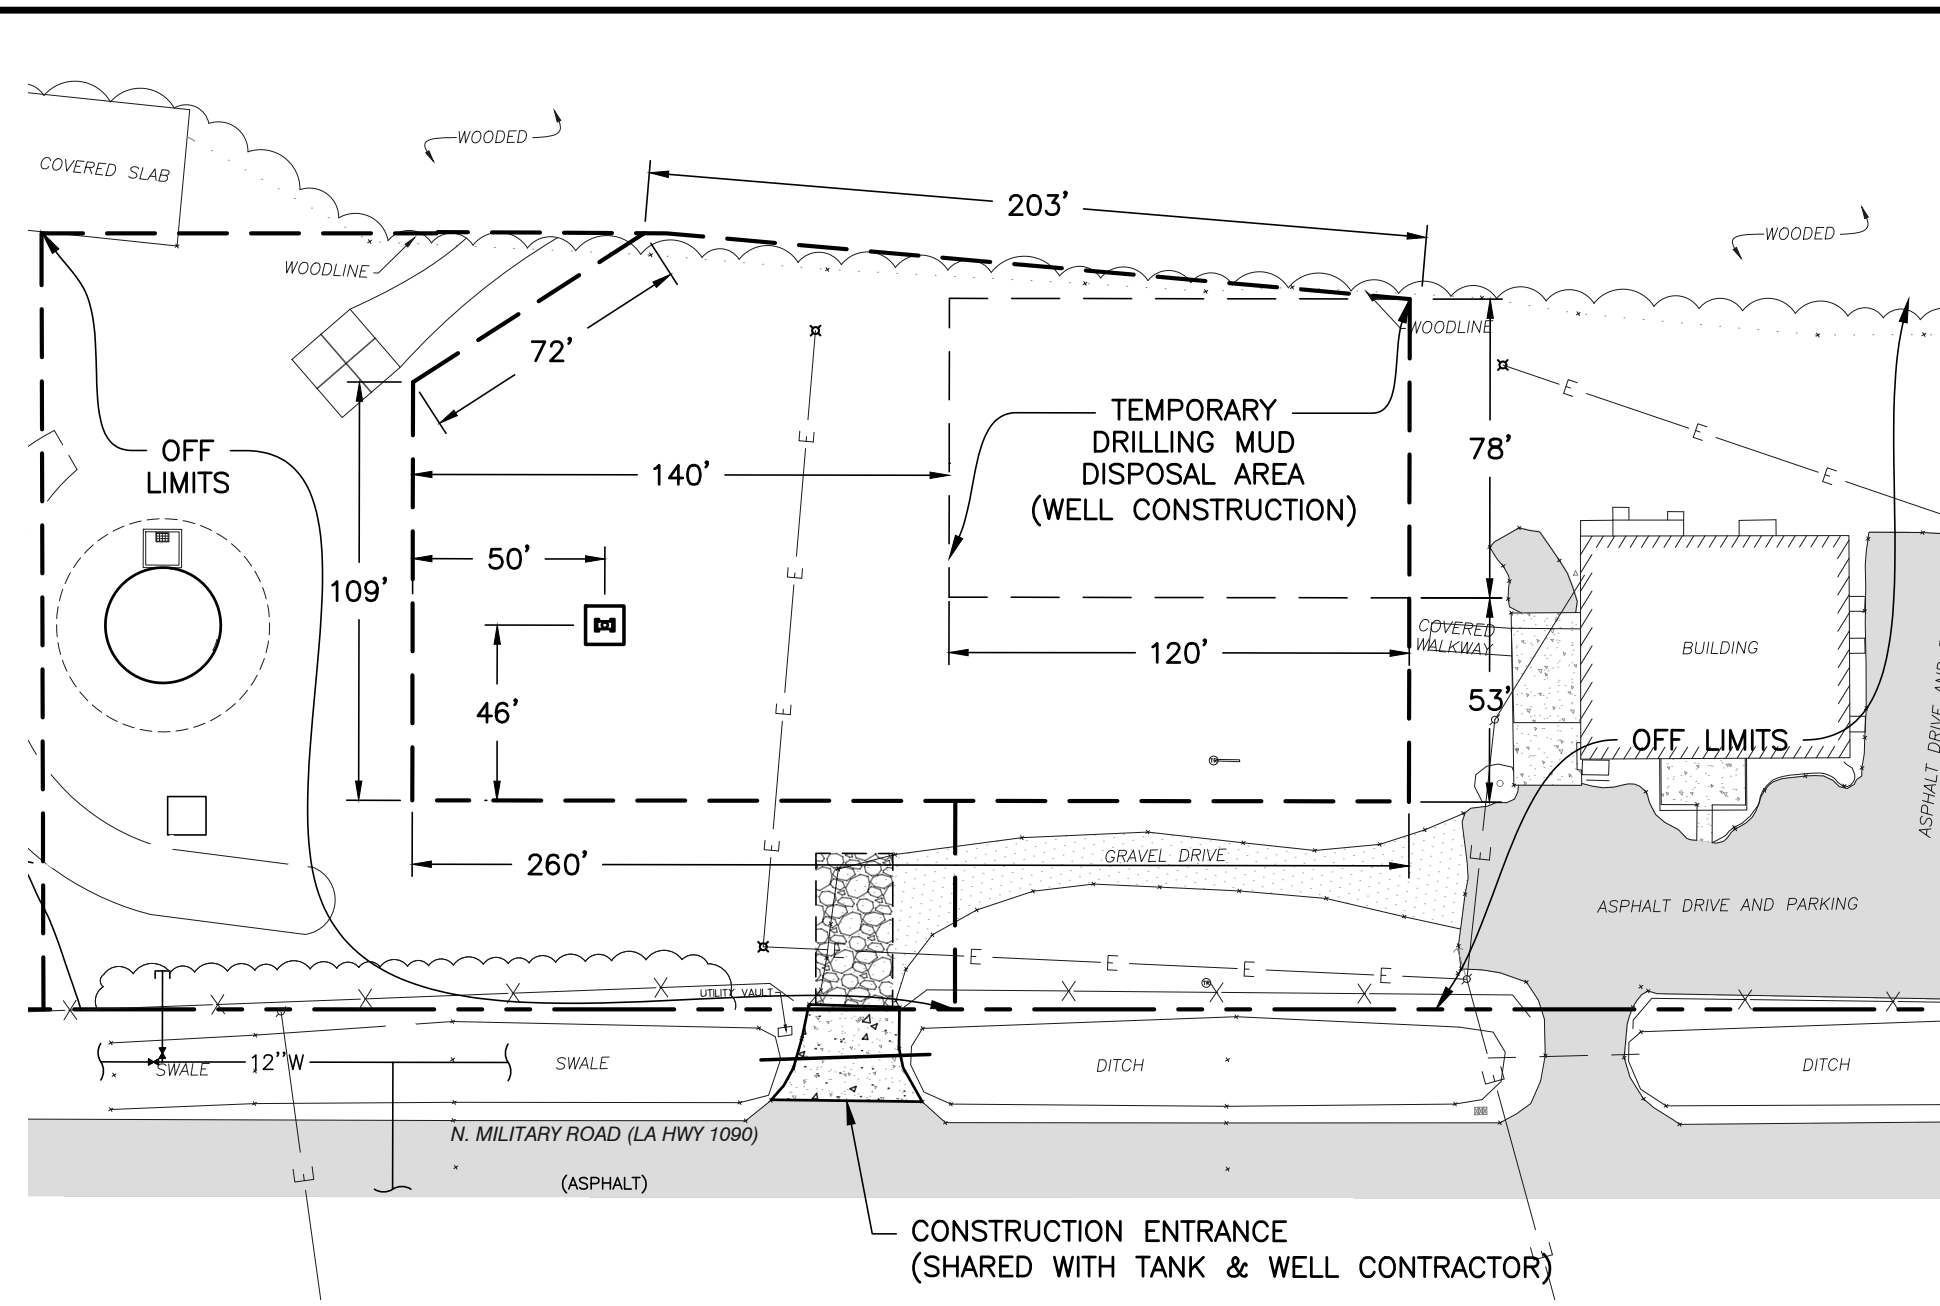 WOODED
COVERED SLAB
203'
WOODED
WOODLINE
WOODLINE
72'
TEMPORARY
DRILLING MUD
DISPOSAL AREA
(WELL CONSTRUCTION)
78'
OFF
LIMITS
140'
50'
109'
E
E
E
E
E
E
E
E
COVERED
WALKWAY
BUILDING
120'
46'
53'
OFF LIMITS
ASPHALT DRIVE AND
260'
GRAVEL DRIVE
ASPHALT DRIVE AND PARKING
E
E
E
E
E
E
X
X
X
X
X
X
X
X
X
X
UTILITY VAULT
SWALE
12"W
SWALE
DITCH
DITCH
E
N. MILITARY ROAD (LA HWY 1090)
(ASPHALT)
E
CONSTRUCTION ENTRANCE
(SHARED WITH TANK & WELL CONTRACTOR)
E
E